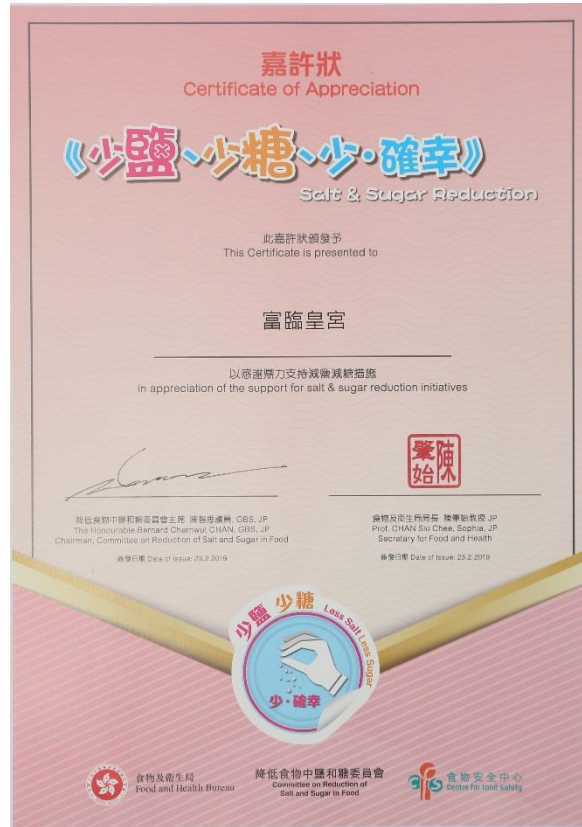 嘉許狀
Certificate of Appreciation
《少鹽、少糖、少·確幸》
Salt & Sugar Reduction
此嘉許狀頒發予
This Certificate is presented to
富臨皇宮
以感謝鼎力支持減鹽減糖措施
In appreciation of the support for salt & sugar reduction initiatives
肇陳
始
降低食物中鹽和糖委員會主席 陳智思議員, GBS, JP
The Honourable Bernard Charnwut CHAN, GBS, JP
Chairman, Committee on Reduction of Salt and Sugar in Food
簽發日期 Date of Issue: 23.2.2019
食物及衞生局局長 陳肇始教授 JP
Prof. CHAN Siu Chee, Sophia, JP
Secretary for Food and Health
簽發日期 Date of Issue: 23.2.2019
少鹽 少糖 Less Salt Less Sugar
少·確幸
食物及衞生局
Food and Health Bureau
降低食物中鹽和糖委員會
Committee on Reduction of
Salt and Sugar in Food
cfs
食物安全中心
Centre for Food Safety